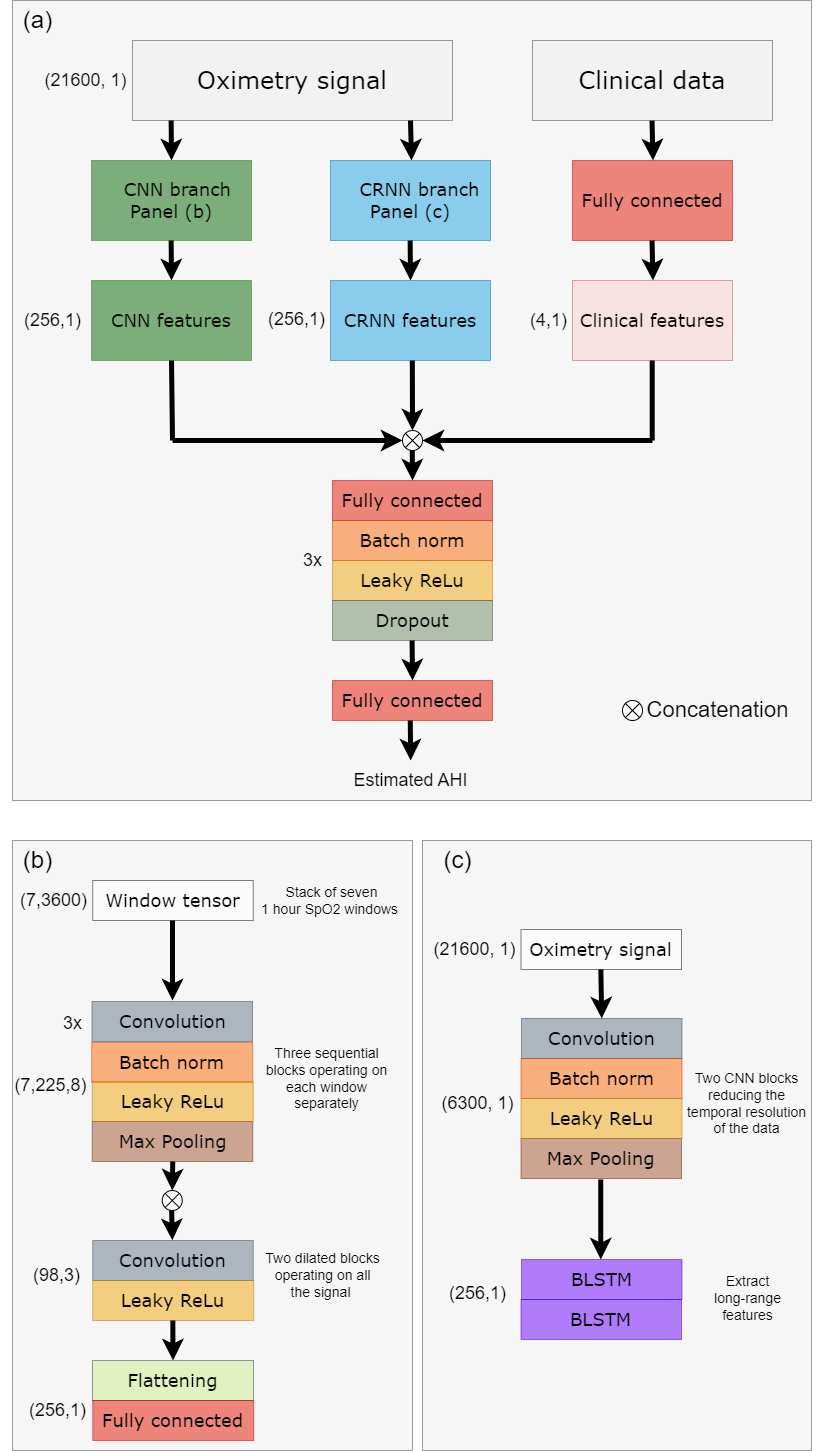 (a)
(21600, 1)
Oximetry signal
Clinical data
CNN branch
Panel (b)
CRNN branch
Panel (c)
Fully connected
(256,1)
CNN features
(256,1)
CRNN features
(4,1)
Clinical features
Fully connected
Batch norm
3x
Leaky ReLu
Dropout
Fully connected
Concatenation
Estimated AHI
(b)
(7,3600)
Window tensor
Stack of seven
1 hour SpO2 windows
3x
Convolution
Batch norm
(7,225,8)
Leaky ReLu
Max Pooling
Three sequential
blocks operating on
each window
separately
Convolution
(98,3)
Leaky ReLu
Two dilated blocks
operating on all
the signal
Flattening
(256,1)
Fully connected
(c)
(21600, 1)
Oximetry signal
Convolution
Batch norm
(6300, 1)
Leaky ReLu
Max Pooling
Two CNN blocks
reducing the
temporal resolution
of the data
(256,1)
BLSTM
BLSTM
Extract
long-range
features